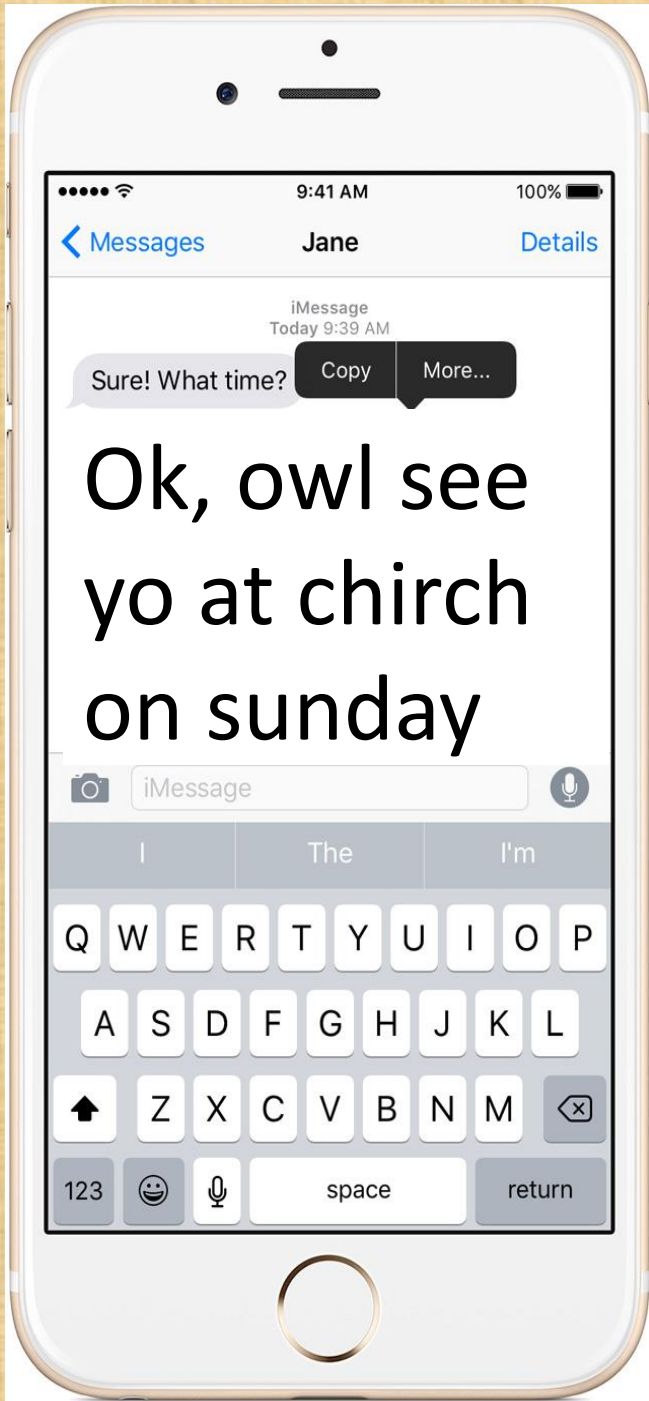 9:41 AM 100%
Messages Jane Details
iMessage
Today 9:39 AM
Sure! What time? Copy More...
Ok, owl see
yo at chirch
on sunday
iMessage
I The I'm
Q W E R T Y U I O P
A S D F G H J K L
Z X C V B N M
123 space return